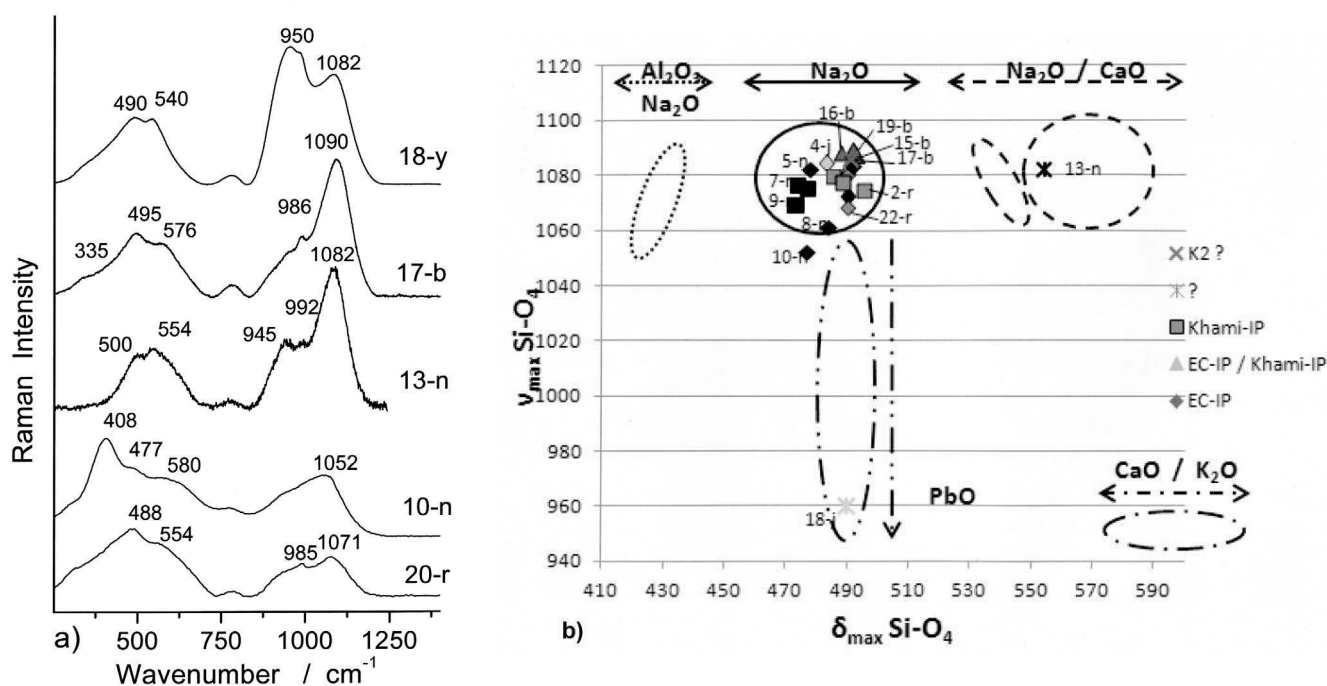 950
1082
490
540
18-y
1090
495
576
986
335
17-b
1082
992
945
500
554
13-n
408
477
580
1052
10-n
488
554
985
1071
20-r
Raman Intensity
500
750
1000
1250
a)
Wavenumber / cm⁻¹
1120
1100
1080
1060
1040
1020
1000
980
960
940
νmax Si-O₄
Al₂O₃
Na₂O
Na₂O
Na₂O / CaO
16-b
19-b
4-j
15-b
5-n
17-b
7-r
2-r
9-
22-r
8-n
10-n
13-n
K2 ?
?
Khami-IP
EC-IP / Khami-IP
EC-IP
CaO / K₂O
PbO
18-j
410
430
450
470
490
510
530
550
570
590
b)
δmax Si-O₄